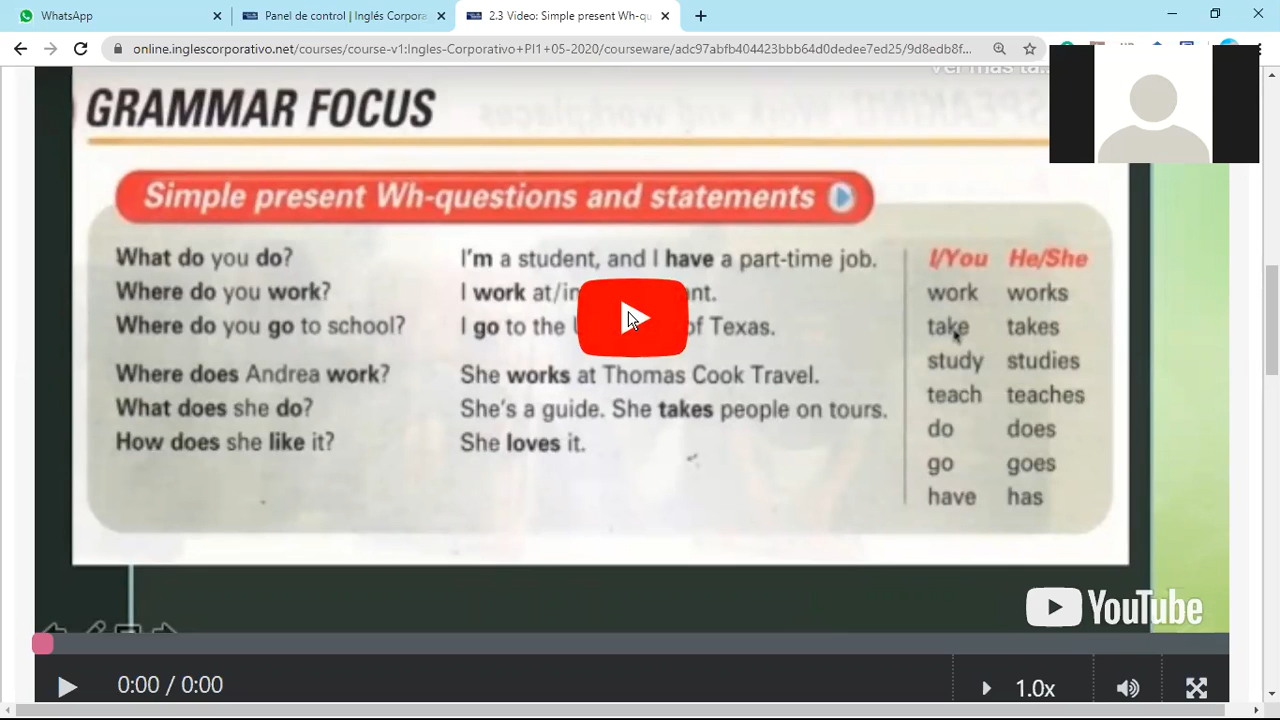 WhatsApp
Panel de control | Inglés Corpora
2.3 Video: Simple present Wh-qu
online.inglescorporativo.net/courses/course-v1:Ingles-Corporativo+PI1+05-2020/courseware/adc97abfb404423bbb64d0dedee7ed25/9d8edb8f...
Ver más
GRAMMAR FOCUS
Simple present Wh-questions and statements
What do you do? I'm a student, and I have a part-time job. I/You He/She
Where do you work? I work at/in work works
Where do you go to school? I go to the of Texas. take takes
study studies
Where does Andrea work? She works at Thomas Cook Travel. teach teaches
What does she do? She's a guide. She takes people on tours. do does
How does she like it? She loves it. go goes
have has
YouTube
0:00 / 0:00 1.0x